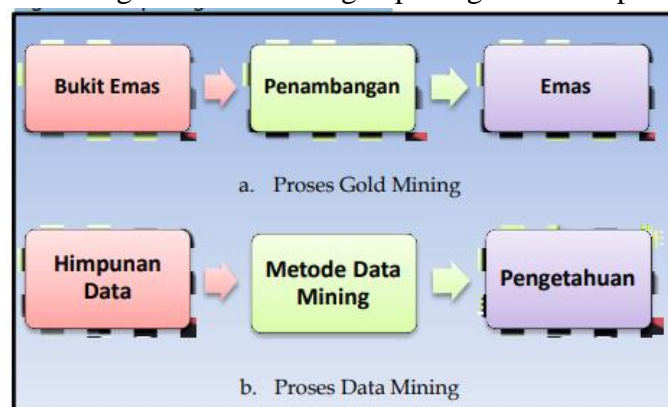 Bukit Emas
Penambangan
Emas
a. Proses Gold Mining
Himpunan
Data
Metode Data
Mining
Pengetahuan
b. Proses Data Mining